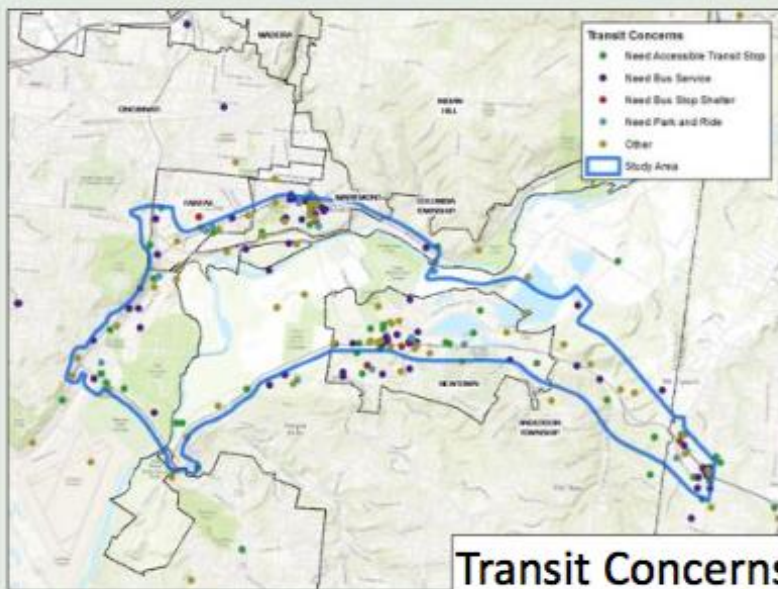 Transit Concerns
Need Accessible Transit Stop
Need Bus Service
Need Bus Stop Shelter
Need Park and Ride
Other
Study Area
MADEIRA
CINCINNATI
INDIAN
HILL
FAIRFAX
MARIEMONT
COLUMBIA
TOWNSHIP
NEWTOWN
ANDERSON
TOWNSHIP
Transit Concerns